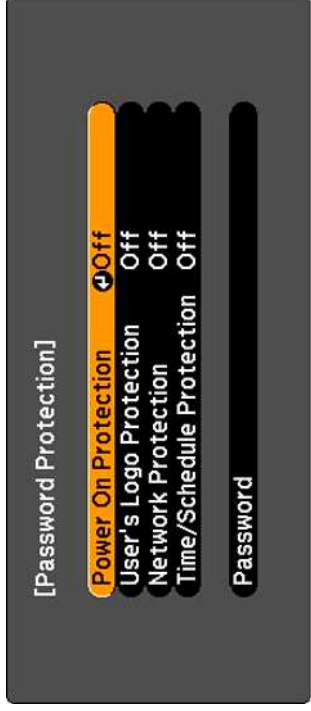 [Password Protection]
Power On Protection Off
User's Logo Protection Off
Network Protection Off
Time/Schedule Protection Off
Password